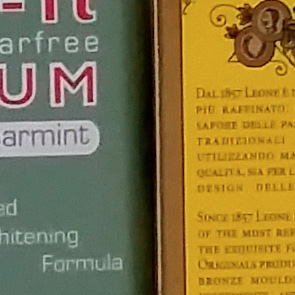 -it
arfree
UM
armint
ed
hitening
Formula
DAL 1857 LEONE È
PIÙ RAFFINATO
SAPORE DELLE PA
TRADIZIONALI
UTILIZZANDO MA
QUALITÀ, SIA PER L
DESIGN DELLE
SINCE 1857 LEONE
OF THE MOST REF
THE EXQUISITE F
ORIGINALS PRODU
BRONZE MOULD